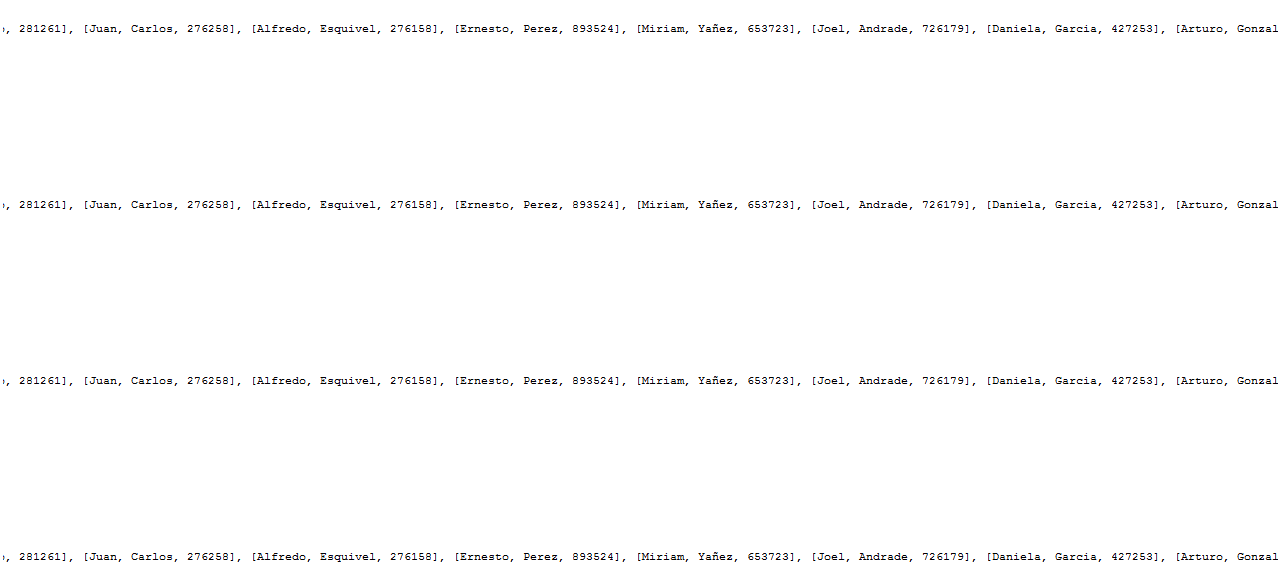 , 281261], [Juan, Carlos, 276258], [Alfredo, Esquivel, 276158], [Ernesto, Perez, 893524], [Miriam, Yañez, 653723], [Joel, Andrade, 726179], [Daniela, Garcia, 427253], [Arturo, Gonzal
, 281261], [Juan, Carlos, 276258], [Alfredo, Esquivel, 276158], [Ernesto, Perez, 893524], [Miriam, Yañez, 653723], [Joel, Andrade, 726179], [Daniela, Garcia, 427253], [Arturo, Gonzal
, 281261], [Juan, Carlos, 276258], [Alfredo, Esquivel, 276158], [Ernesto, Perez, 893524], [Miriam, Yañez, 653723], [Joel, Andrade, 726179], [Daniela, Garcia, 427253], [Arturo, Gonzal
, 281261], [Juan, Carlos, 276258], [Alfredo, Esquivel, 276158], [Ernesto, Perez, 893524], [Miriam, Yañez, 653723], [Joel, Andrade, 726179], [Daniela, Garcia, 427253], [Arturo, Gonzal